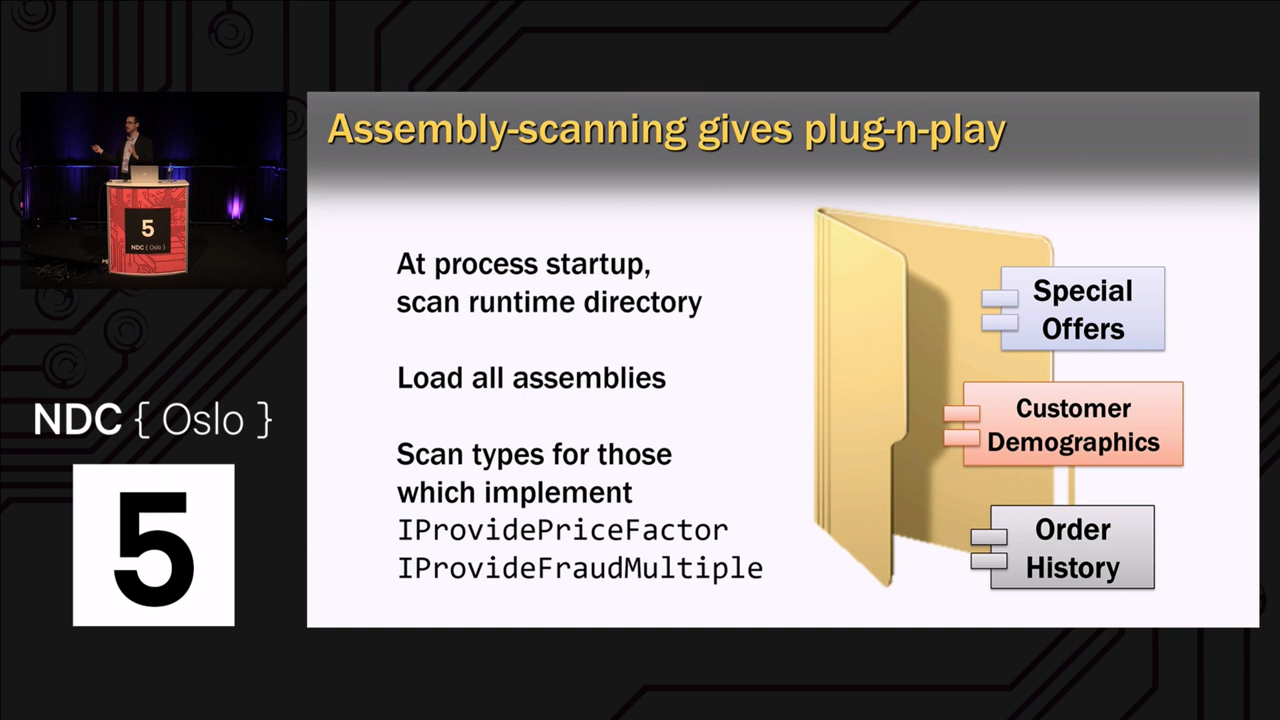 Assembly-scanning gives plug-n-play
At process startup,
scan runtime directory
Load all assemblies
Scan types for those
which implement
IProvidePriceFactor
IProvideFraudMultiple
Special
Offers
Customer
Demographics
Order
History
5
NDC { Oslo }
NDC { Oslo }
5